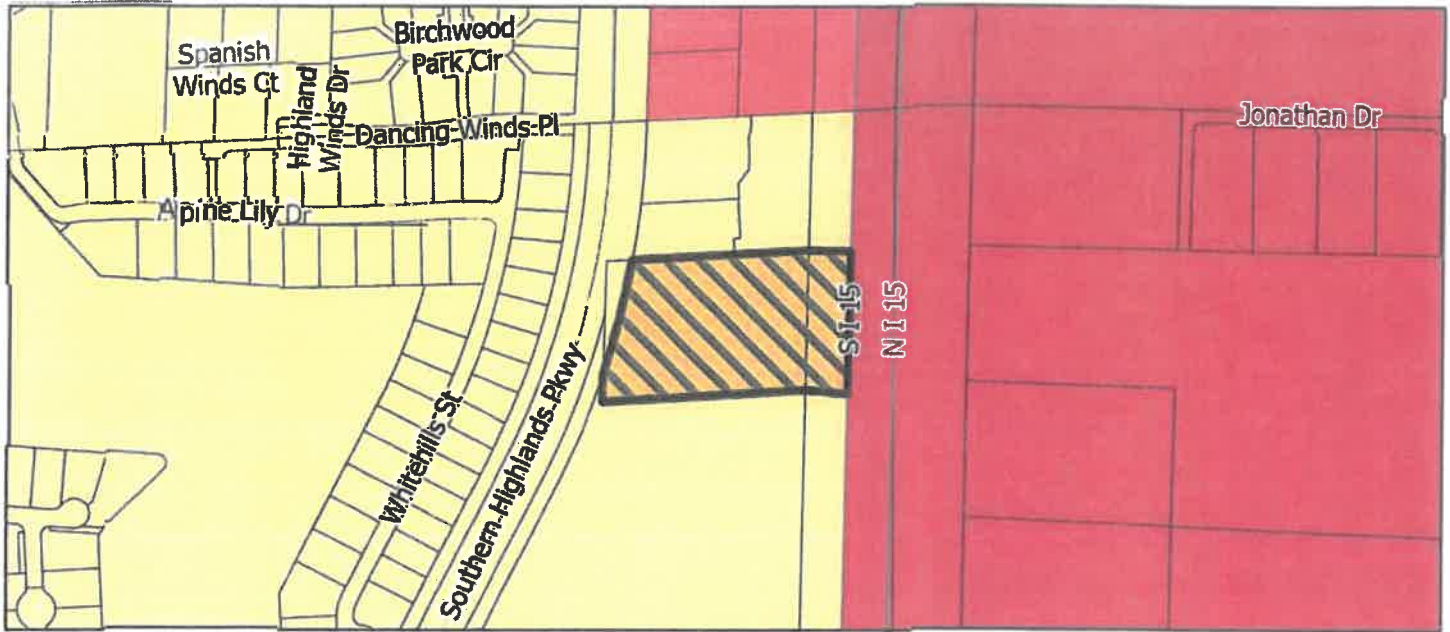 Birchwood
Park Cir
Spanish
Winds Ct
Highland
Winds Dr
Dancing Winds Pl
Jonathan Dr
Alpine Lily Dr
S I 15
N I 15
Whitehills St
Southern Highlands Pkwy